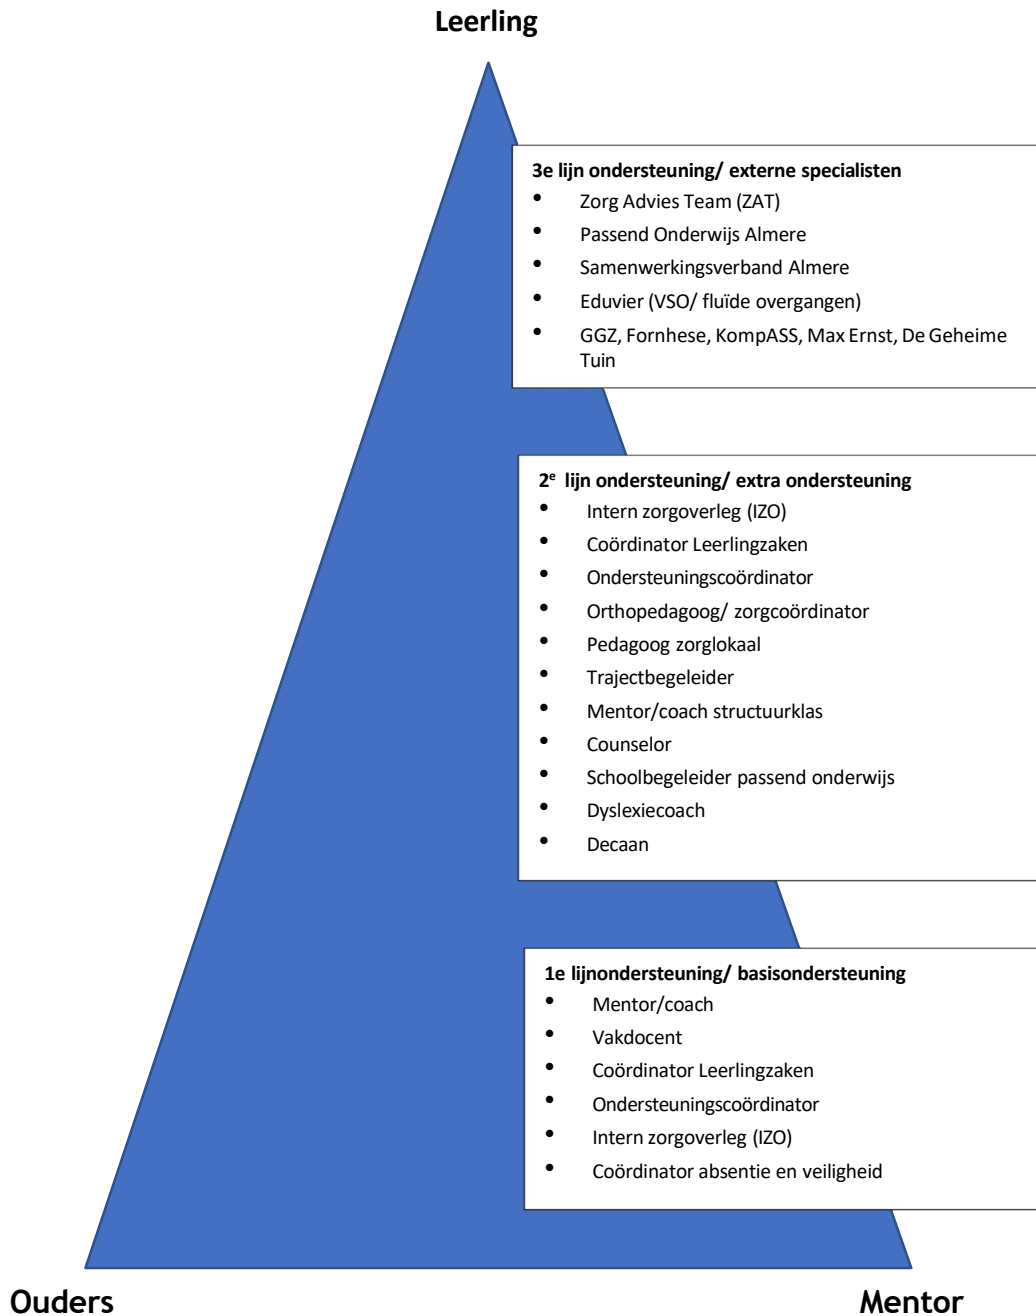 Leerling
3e lijn ondersteuning/ externe specialisten
• Zorg Advies Team (ZAT)
• Passend Onderwijs Almere
• Samenwerkingsverband Almere
• Eduvier (VSO/ fluïde overgangen)
• GGZ, Fornhese, KompASS, Max Ernst, De Geheime
Tuin
2e lijn ondersteuning/ extra ondersteuning
• Intern zorgoverleg (IZO)
• Coördinator Leerlingzaken
• Ondersteuningscoördinator
• Orthopedagoog/ zorgcoördinator
• Pedagoog zorglokaal
• Trajectbegeleider
• Mentor/coach structuurklas
• Counselor
• Schoolbegeleider passend onderwijs
• Dyslexiecoach
• Decaan
1e lijnondersteuning/ basisondersteuning
• Mentor/coach
• Vakdocent
• Coördinator Leerlingzaken
• Ondersteuningscoördinator
• Intern zorgoverleg (IZO)
• Coördinator absentie en veiligheid
Ouders
Mentor